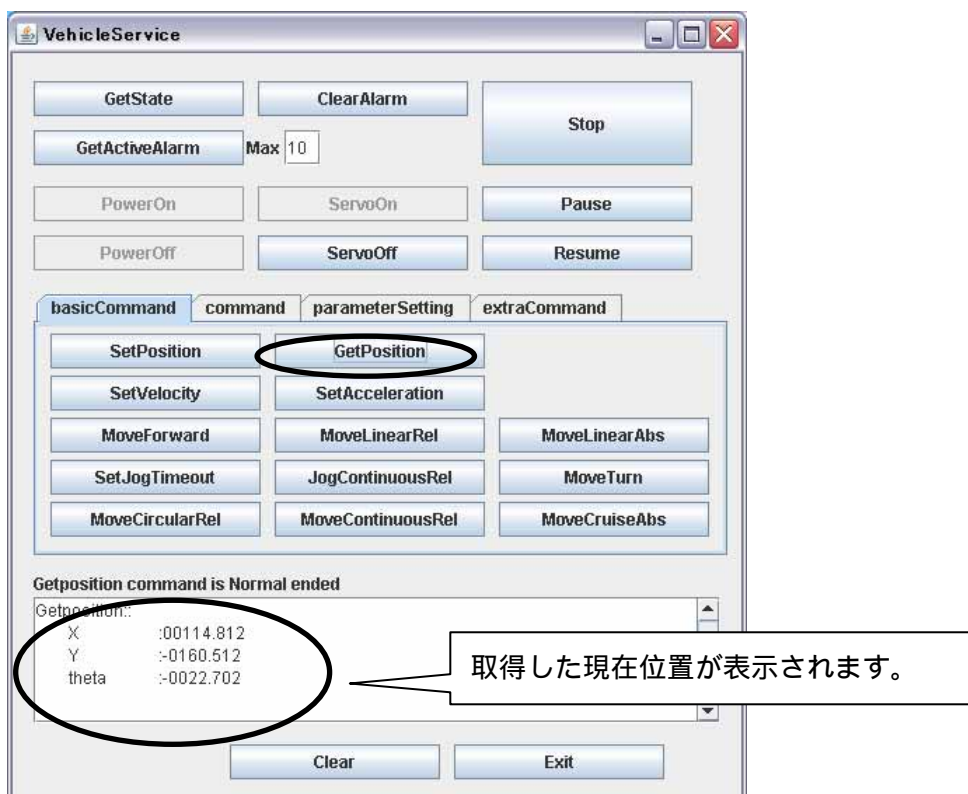 VehicleService
GetState ClearAlarm Stop
GetActiveAlarm Max 10
PowerOn ServoOn Pause
PowerOff ServoOff Resume
basicCommand command parameterSetting extraCommand
SetPosition GetPosition
SetVelocity SetAcceleration
MoveForward MoveLinearRel MoveLinearAbs
SetJogTimeout JogContinuousRel MoveTurn
MoveCircularRel MoveContinuousRel MoveCruiseAbs
Getposition command is Normal ended
Getposition::
X :00114.812
Y :-0160.512
theta :-0022.702
取得した現在位置が表示されます。
Clear Exit